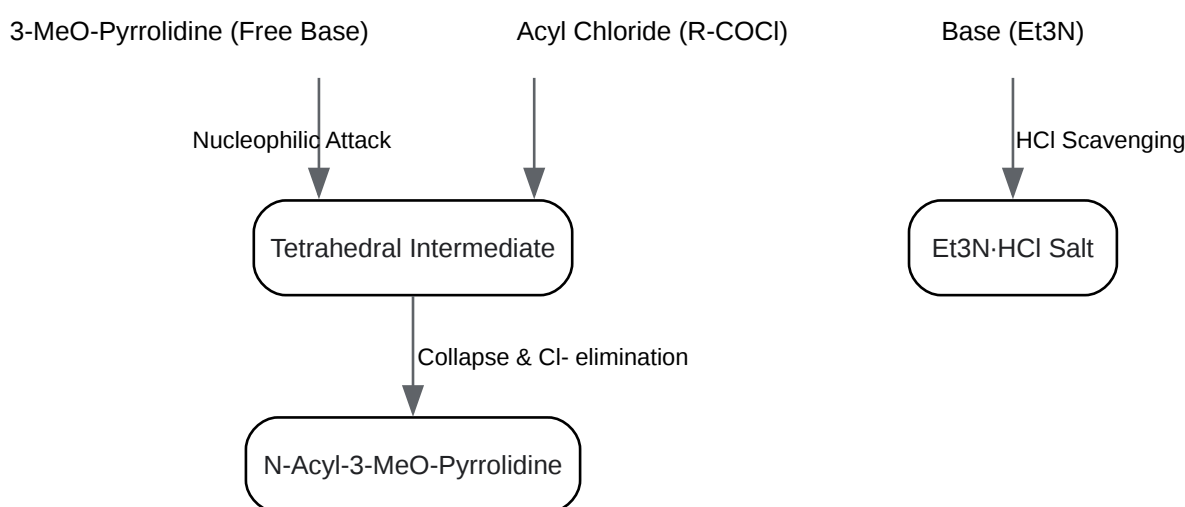 3-MeO-Pyrrolidine (Free Base)
Acyl Chloride (R-COCl)
Base (Et3N)
Nucleophilic Attack
HCl Scavenging
Tetrahedral Intermediate
Et3N·HCl Salt
Collapse & Cl- elimination
N-Acyl-3-MeO-Pyrrolidine